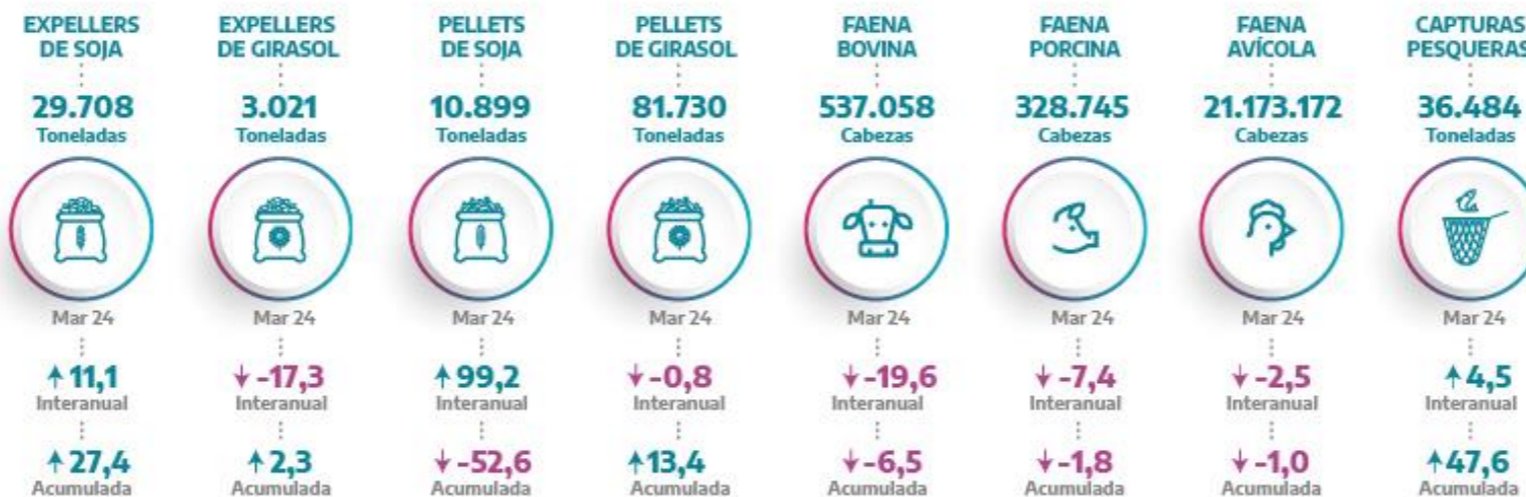 EXPELLERS
DE SOJA
29.708
Toneladas
Mar 24
↑11,1
Interanual
↑27,4
Acumulada
EXPELLERS
DE GIRASOL
3.021
Toneladas
Mar 24
↓-17,3
Interanual
↑2,3
Acumulada
PELLETS
DE SOJA
10.899
Toneladas
Mar 24
↑99,2
Interanual
↓-52,6
Acumulada
PELLETS
DE GIRASOL
81.730
Toneladas
Mar 24
↓-0,8
Interanual
↑13,4
Acumulada
FAENA
BOVINA
537.058
Cabezas
Mar 24
↓-19,6
Interanual
↓-6,5
Acumulada
FAENA
PORCINA
328.745
Cabezas
Mar 24
↓-7,4
Interanual
↓-1,8
Acumulada
FAENA
AVÍCOLA
21.173.172
Cabezas
Mar 24
↓-2,5
Interanual
↓-1,0
Acumulada
CAPTURAS
PESQUERAS
36.484
Toneladas
Mar 24
↑4,5
Interanual
↑47,6
Acumulada